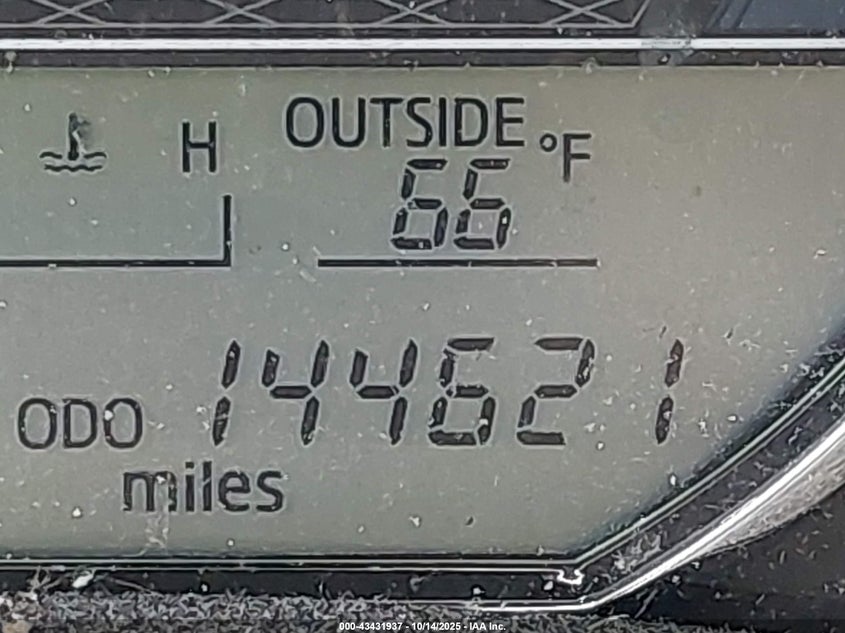 H OUTSIDE °F
66
ODO 144621
miles
000-43431937 - 10/14/2025 - IAA Inc.